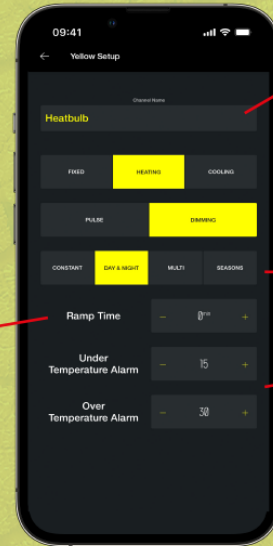 09:41
← Yellow Setup
Channel Name
Heatbulb
FIXED HEATING COOLING
PULSE DIMMING
CONSTANT DAY & NIGHT MULTI SEASONS
Ramp Time - 0 +
Under
Temperature Alarm - 15 +
Over
Temperature Alarm - 30 +